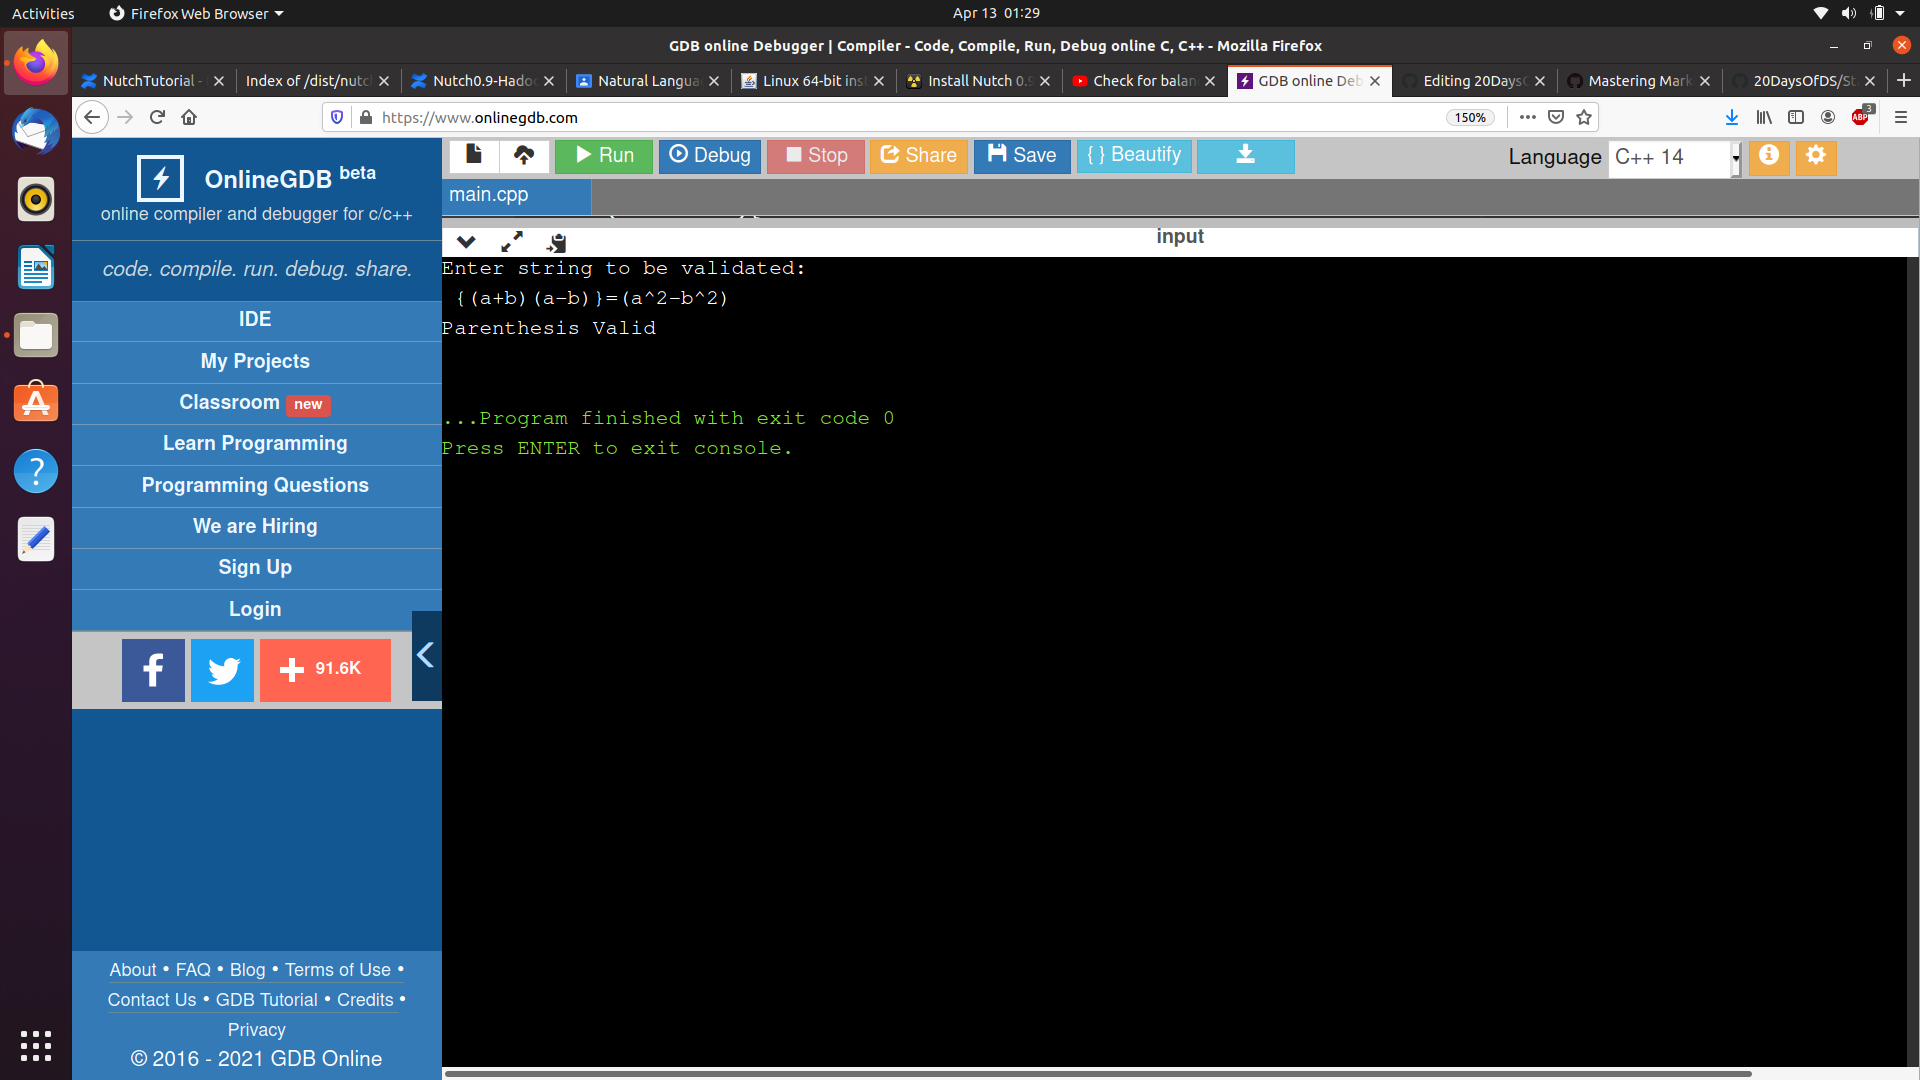 Activities
Firefox Web Browser
Apr 13 01:29
GDB online Debugger | Compiler - Code, Compile, Run, Debug online C, C++ - Mozilla Firefox
NutchTutorial -
Index of /dist/nutch
Nutch0.9-Hado
Natural Langua
Linux 64-bit ins
Install Nutch 0.9
Check for balan
GDB online Deb
Editing 20Days
Mastering Mark
20DaysOfDS/St
https://www.onlinegdb.com
150%
ABP
3
OnlineGDB beta
online compiler and debugger for c/c++
code. compile. run. debug. share.
IDE
My Projects
Classroom new
Learn Programming
Programming Questions
We are Hiring
Sign Up
Login
91.6K
About • FAQ • Blog • Terms of Use •
Contact Us • GDB Tutorial • Credits •
Privacy
© 2016 - 2021 GDB Online
Run
Debug
Stop
Share
Save
{ } Beautify
Language C++ 14
main.cpp
input
Enter string to be validated:
{(a+b)(a-b)}=(a^2-b^2)
Parenthesis Valid
...Program finished with exit code 0
Press ENTER to exit console.